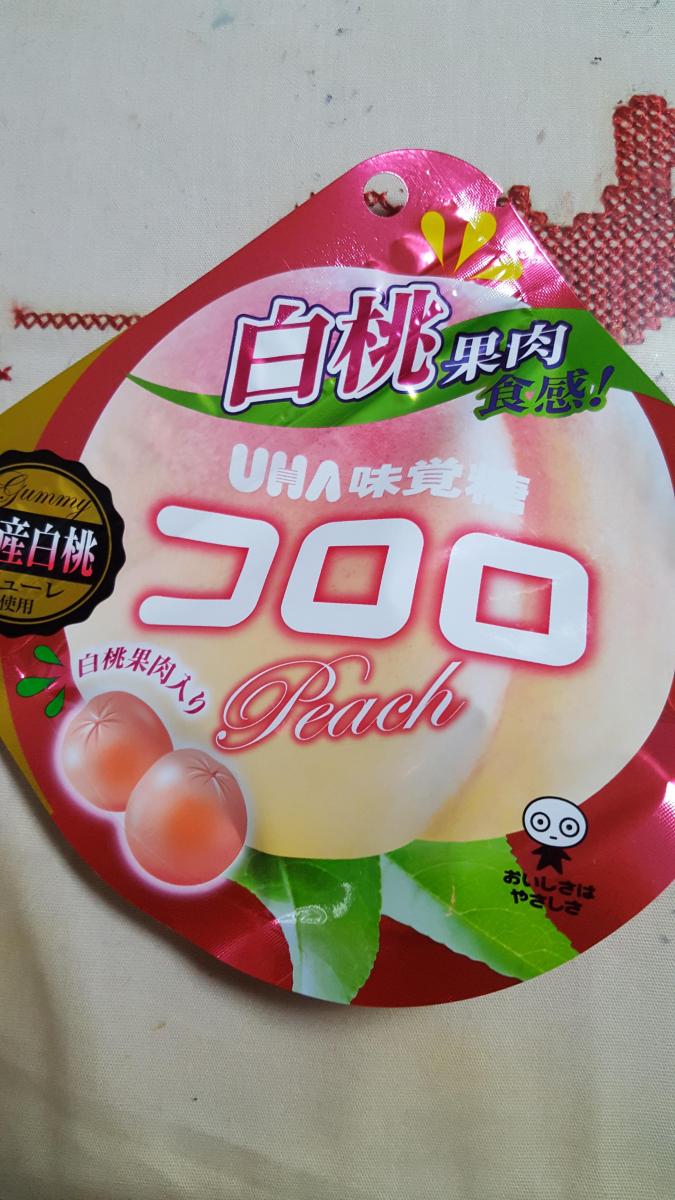 白桃果肉
食感!
UHA味覚糖
コロロ
Peach
Gummy
産白桃
ューレ
使用
白桃果肉入り
おいしさは
やさしさ